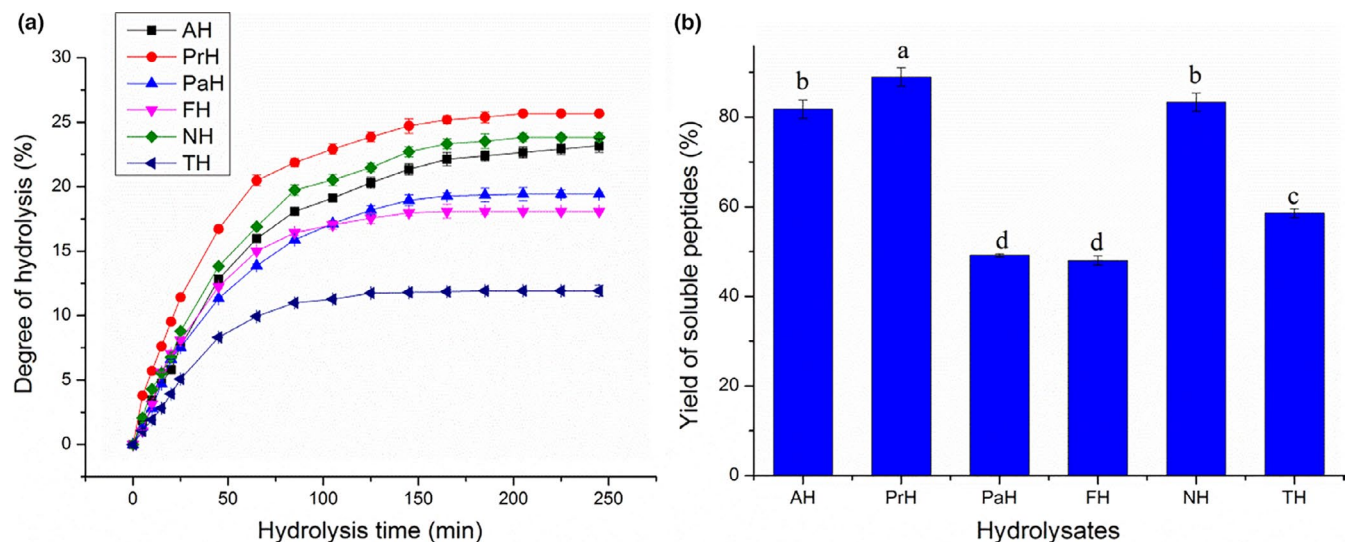 (a)
AH
PrH
PaH
FH
NH
TH
Degree of hydrolysis (%)
30
25
20
15
10
5
0
0 50 100 150 200 250
Hydrolysis time (min)
(b)
Yield of soluble peptides (%)
80
60
40
20
0
b a d d b c
AH PrH PaH FH NH TH
Hydrolysates